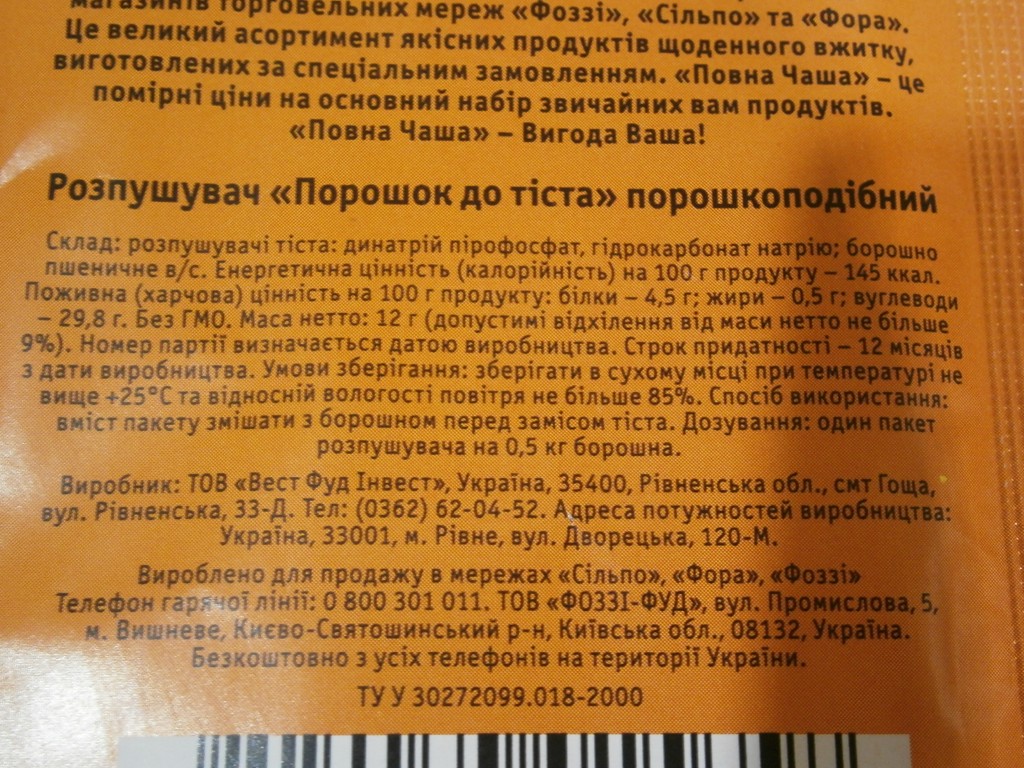 магазинів торговельних мереж «Фоззі», «Сільпо» та «Фора».
Це великий асортимент якісних продуктів щоденного вжитку,
виготовлених за спеціальним замовленням. «Повна Чаша» – це
помірні ціни на основний набір звичайних вам продуктів.
«Повна Чаша» – Вигода Ваша!
Розпушувач «Порошок до тіста» порошкоподібний
Склад: розпушувачі тіста: динатрій пірофосфат, гідрокарбонат натрію; борошно
пшеничне в/с. Енергетична цінність (калорійність) на 100 г продукту – 145 ккал.
Поживна (харчова) цінність на 100 г продукту: білки – 4,5 г; жири – 0,5 г; вуглеводи
– 29,8 г. Без ГМО. Маса нетто: 12 г (допустимі відхілення від маси нетто не більше
9%). Номер партії визначається датою виробництва. Строк придатності – 12 місяців
з дати виробництва. Умови зберігання: зберігати в сухому місці при температурі не
вище +25°C та відносній вологості повітря не більше 85%. Спосіб використання:
вміст пакету змішати з борошном перед замісом тіста. Дозування: один пакет
розпушувача на 0,5 кг борошна.
Виробник: ТОВ «Вест Фуд Інвест», Україна, 35400, Рівненська обл., смт Гоща,
вул. Рівненська, 33-Д. Тел: (0362) 62-04-52. Адреса потужностей виробництва:
Україна, 33001, м. Рівне, вул. Дворецька, 120-М.
Вироблено для продажу в мережах «Сільпо», «Фора», «Фоззі»
Телефон гарячої лінії: 0 800 301 011. ТОВ «ФОЗЗІ-ФУД», вул. Промислова, 5,
м. Вишневе, Києво-Святошинський р-н, Київська обл., 08132, Україна.
Безкоштовно з усіх телефонів на території України.
ТУ У 30272099.018-2000